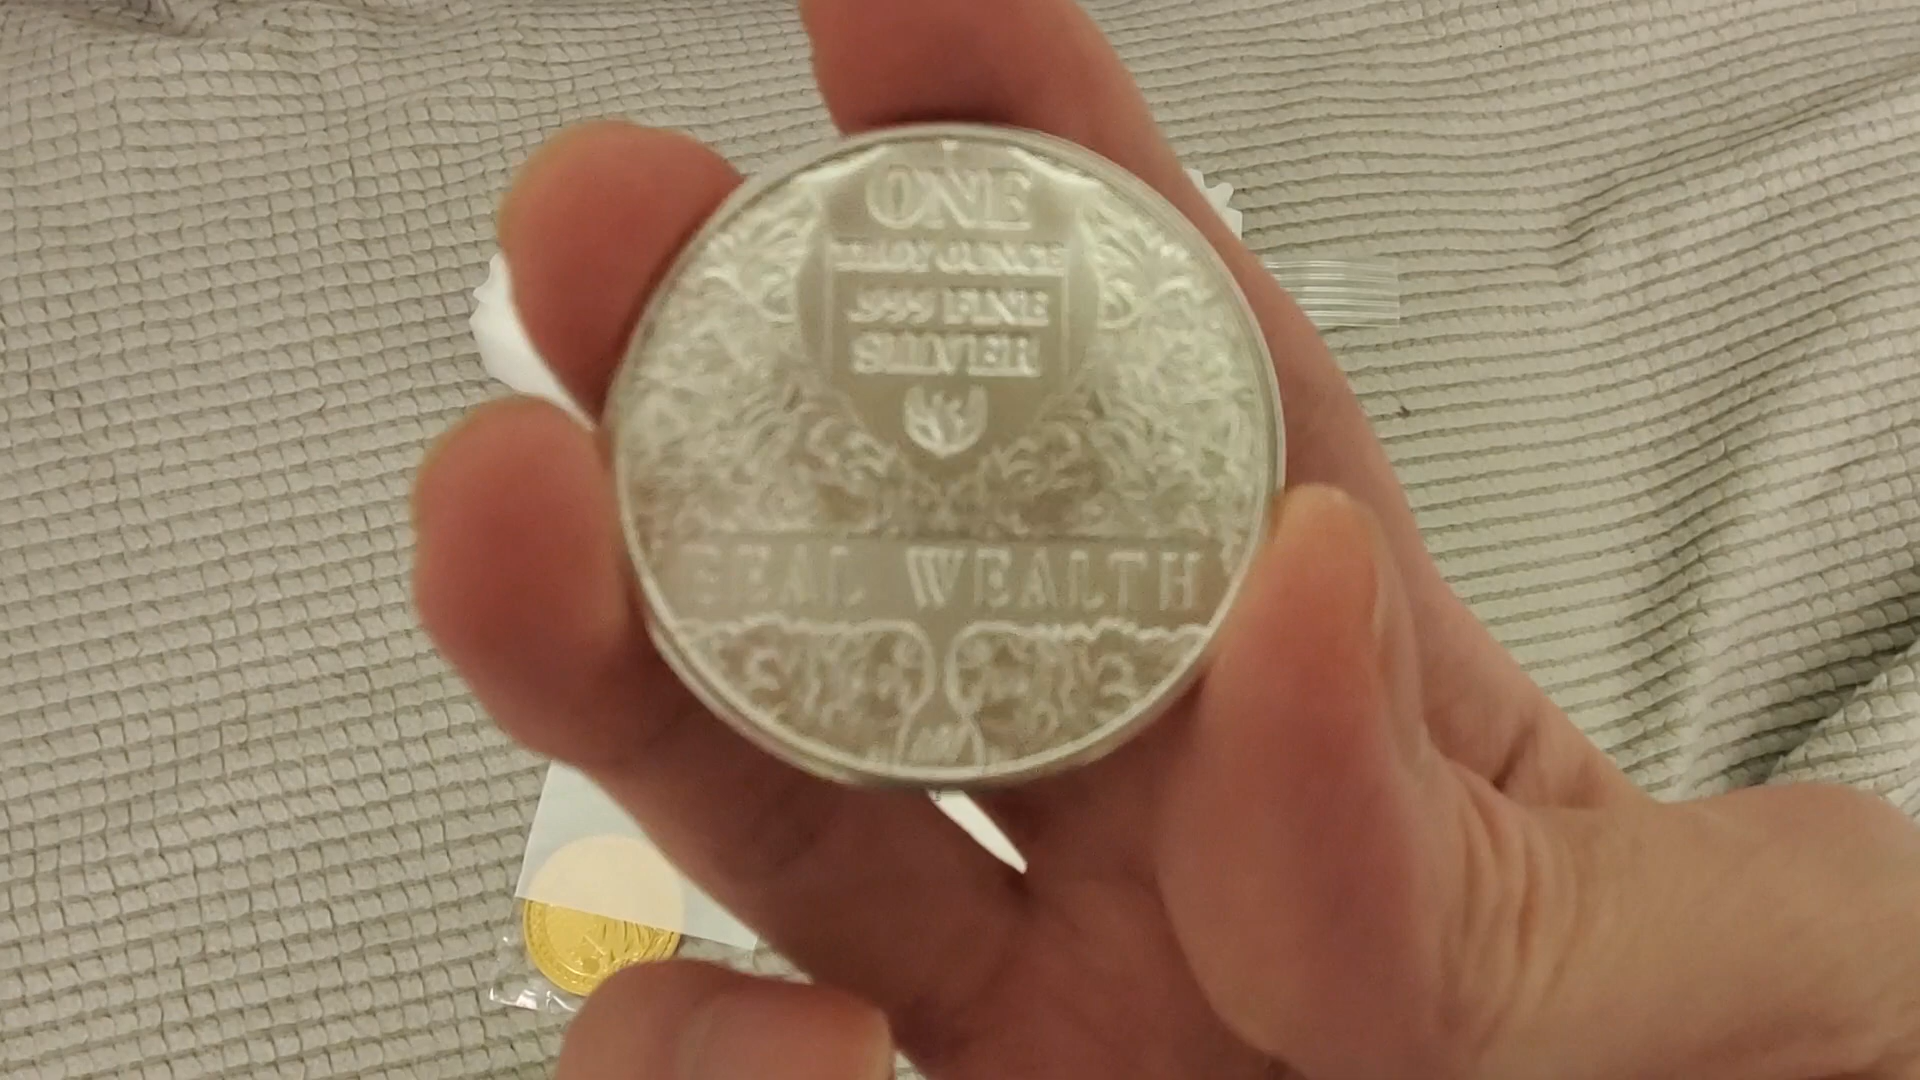 ONE
TROY OUNCE
.999 FINE
SILVER
REAL WEALTH